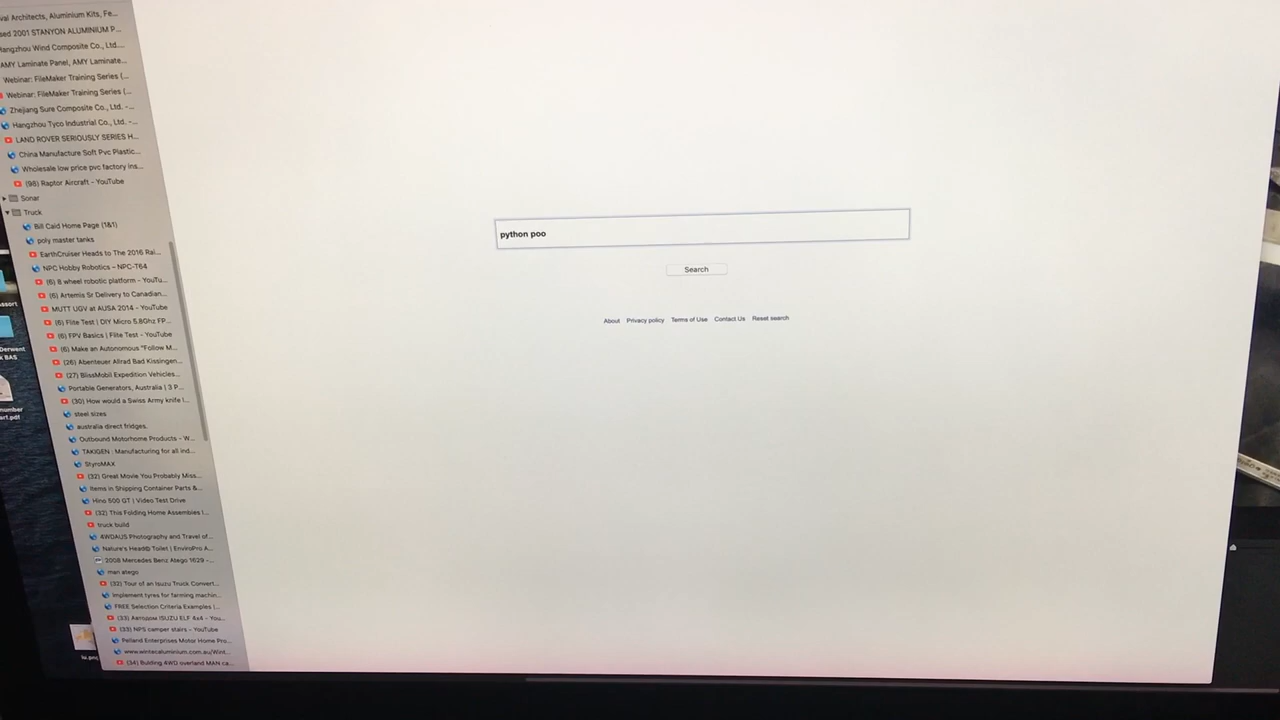 val Architects, Aluminium Kits, Fe...
sed 2001 STANYON ALUMINIUM P...
Hangzhou Wind Composite Co., Ltd....
AMY Laminate Panel, AMY Laminate...
Webinar: FileMaker Training Series (...
Webinar: FileMaker Training Series (...
Zhejiang Sure Composite Co., Ltd. -...
Hangzhou Tyco Industrial Co., Ltd. -...
LAND ROVER SERIOUSLY SERIES H...
China Manufacture Soft Pvc Plastic...
Wholesale low price pvc factory ins...
(98) Raptor Aircraft - YouTube
Sonar
Truck
Bill Caid Home Page (1&1)
poly master tanks
EarthCruiser Heads to The 2016 Rai...
NPC Hobby Robotics – NPC-T64
(6) 8 wheel robotic platform - YouTu...
(6) Artemis Sr Delivery to Canadian...
MUTT UGV at AUSA 2014 - YouTube
(6) Flite Test | DIY Micro 5.8Ghz FP...
(6) FPV Basics | Flite Test - YouTube
(6) Make an Autonomous "Follow M...
(26) Abenteuer Allrad Bad Kissingen...
(27) BlissMobil Expedition Vehicles...
Portable Generators, Australia | 3 P...
(30) How would a Swiss Army knife l...
steel sizes
australia direct fridges.
Outbound Motorhome Products - W...
TAKIGEN : Manufacturing for all ind...
StyroMAX
(32) Great Movie You Probably Miss...
Items in Shipping Container Parts &...
Hino 500 GT | Video Test Drive
(32) This Folding Home Assembles I...
truck build
4WDAUS Photography and Travel of...
Nature's Head® Toilet | EnviroPro A...
2008 Mercedes Benz Atego 1629 -...
man atego
(32) Tour of an Isuzu Truck Convert...
Implement tyres for farming machin...
FREE Selection Criteria Examples |...
(33) Автодом ISUZU ELF 4x4 - You...
(33) NPS camper stairs - YouTube
Pelland Enterprises Motor Home Pro...
www.wintecaluminium.com.au/Wint...
(34) Bulding 4WD overland MAN ca...
python poo
Search
About Privacy policy Terms of Use Contact Us Reset search
assort
Derwent
k BAS
number
art.pdf